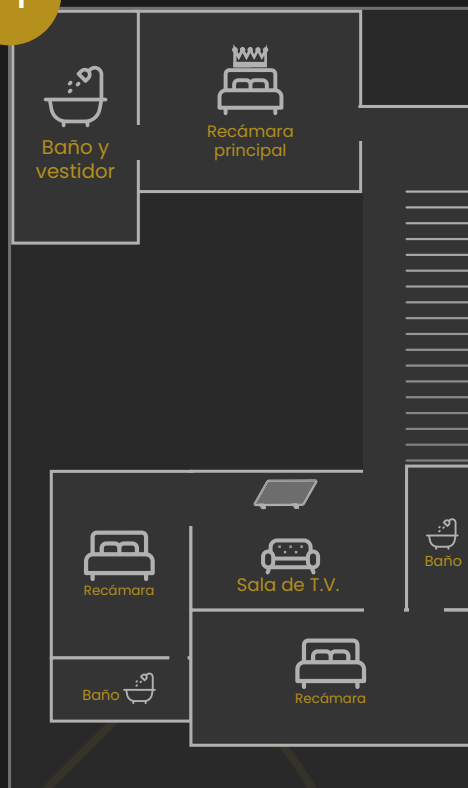 Baño y
vestidor
Recámara
principal
Recámara
Sala de T.V.
Baño
Baño
Recámara